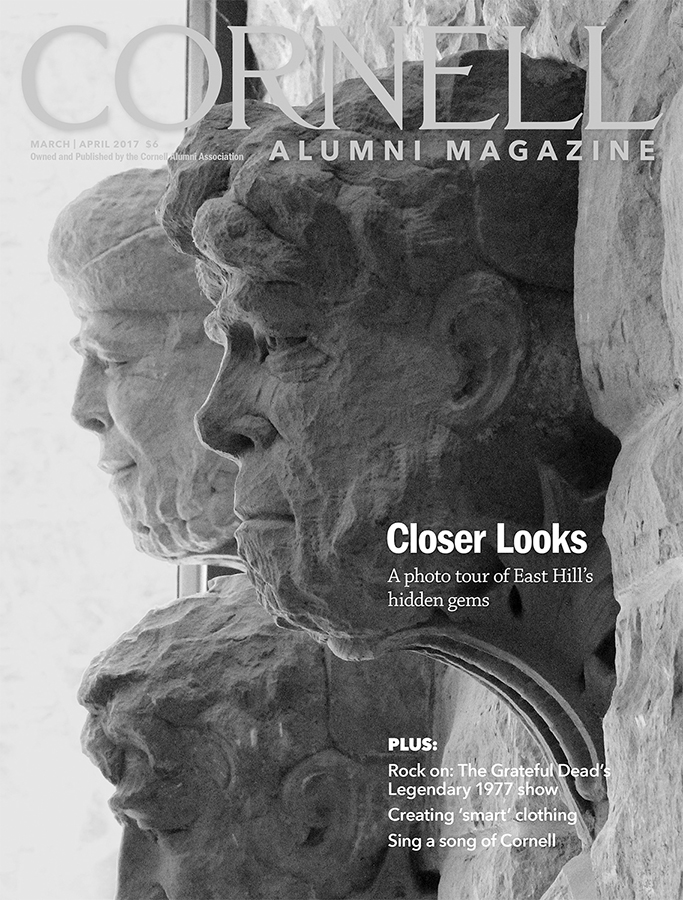 CORNELL
ALUMNI MAGAZINE
MARCH | APRIL 2017 $6
Owned and Published by the Cornell Alumni Association
Closer Looks
A photo tour of East Hill’s
hidden gems
PLUS:
Rock on: The Grateful Dead’s
Legendary 1977 show
Creating ‘smart’ clothing
Sing a song of Cornell